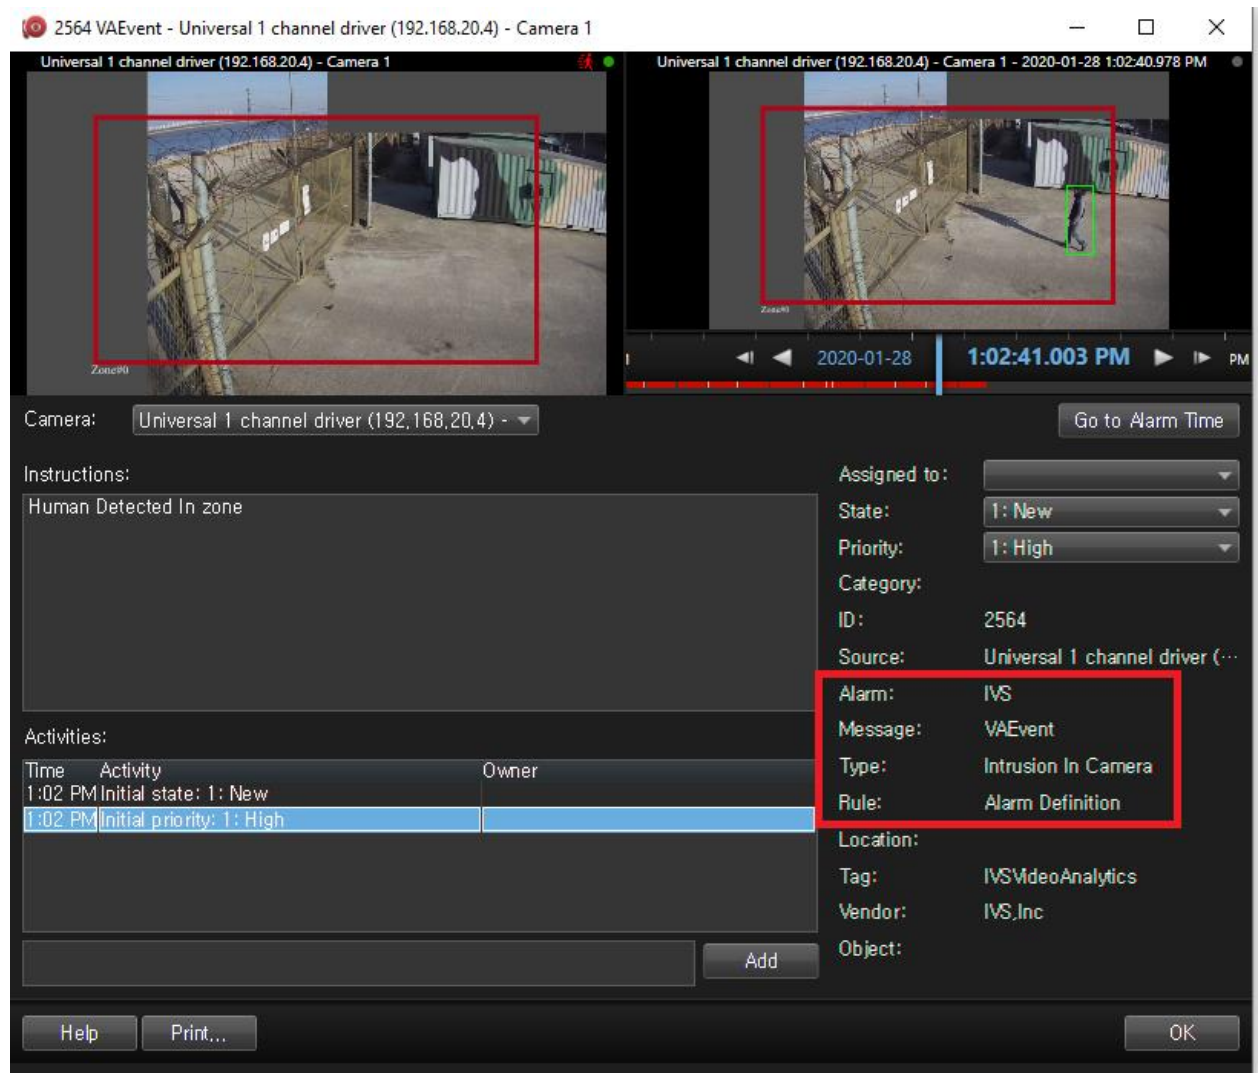 2564 VAEvent - Universal 1 channel driver (192.168.20.4) - Camera 1
Universal 1 channel driver (192.168.20.4) - Camera 1
Universal 1 channel driver (192.168.20.4) - Camera 1 - 2020-01-28 1:02:40.978 PM
Zone#0
Zone#0
2020-01-28
1:02:41.003 PM
PM
Camera:
Universal 1 channel driver (192,168,20,4) -
Go to Alarm Time
Instructions:
Human Detected In zone
Assigned to:
State: 1: New
Priority: 1: High
Category:
ID: 2564
Source: Universal 1 channel driver (...
Alarm: IVS
Message: VAEvent
Type: Intrusion In Camera
Rule: Alarm Definition
Location:
Tag: IVSVideoAnalytics
Vendor: IVS,Inc
Object:
Activities:
Time Activity Owner
1:02 PM Initial state: 1: New
1:02 PM Initial priority: 1: High
Add
Help
Print,,,
OK